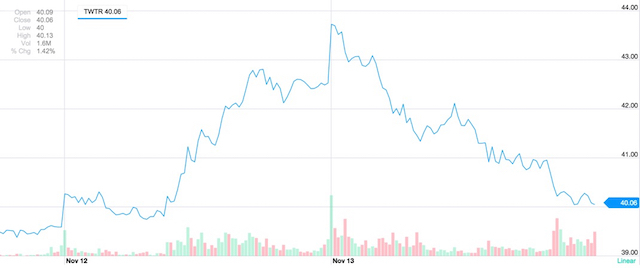 Open 40.09
Close 40.06
Low 40
High 40.13
Vol 1.6M
% Chg 1.42%
TWTR 40.06
44.00
43.00
42.00
41.00
40.06
39.00
Nov 12
Nov 13
Linear